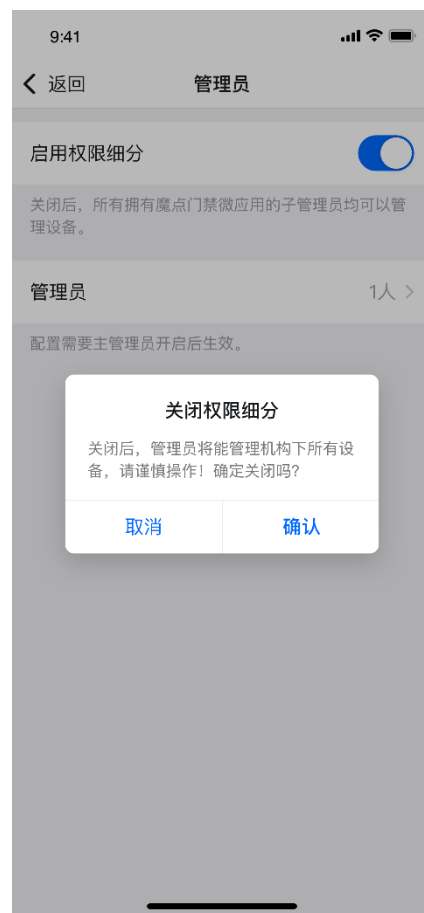 9:41
返回
管理员
启用权限细分
关闭后，所有拥有魔点门禁微应用的子管理员均可以管
理设备。
管理员
1人
配置需要主管理员开启后生效。
关闭权限细分
关闭后，管理员将能管理机构下所有设
备，请谨慎操作！确定关闭吗?
取消
确认